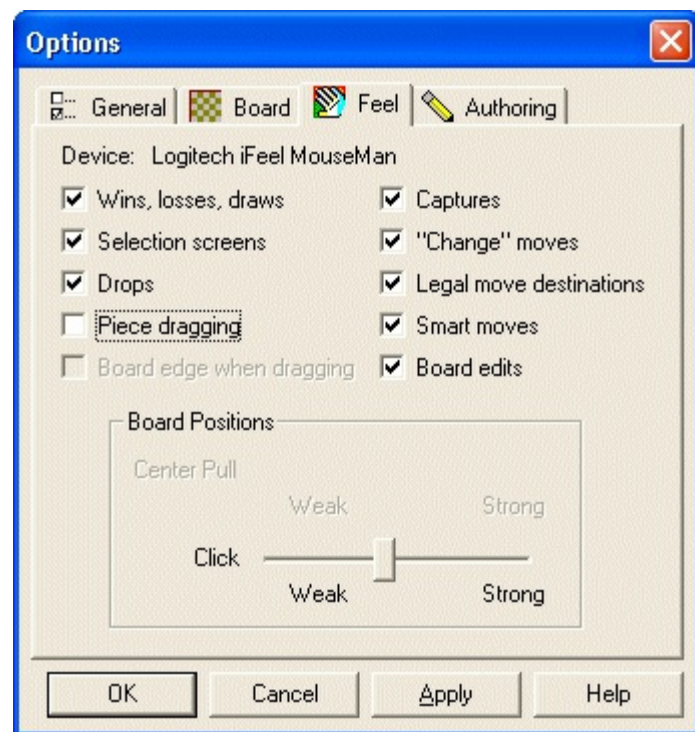 Options
General Board Feel Authoring
Device: Logitech iFeel MouseMan
Wins, losses, draws Captures
Selection screens "Change" moves
Drops Legal move destinations
Piece dragging Smart moves
Board edge when dragging Board edits
Board Positions
Center Pull
Weak Strong
Click
Weak Strong
OK Cancel Apply Help